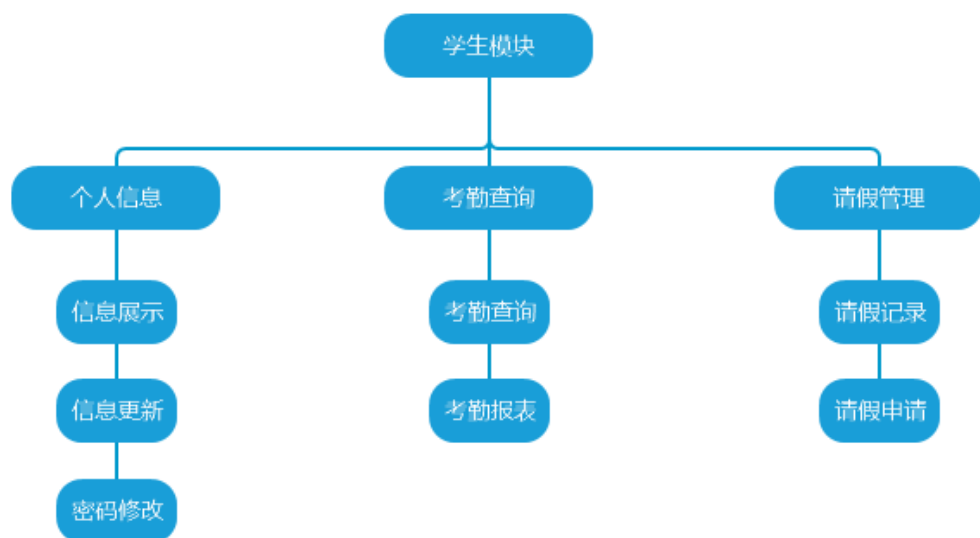 学生模块
个人信息
考勤查询
请假管理
信息展示
考勤查询
请假记录
信息更新
考勤报表
请假申请
密码修改